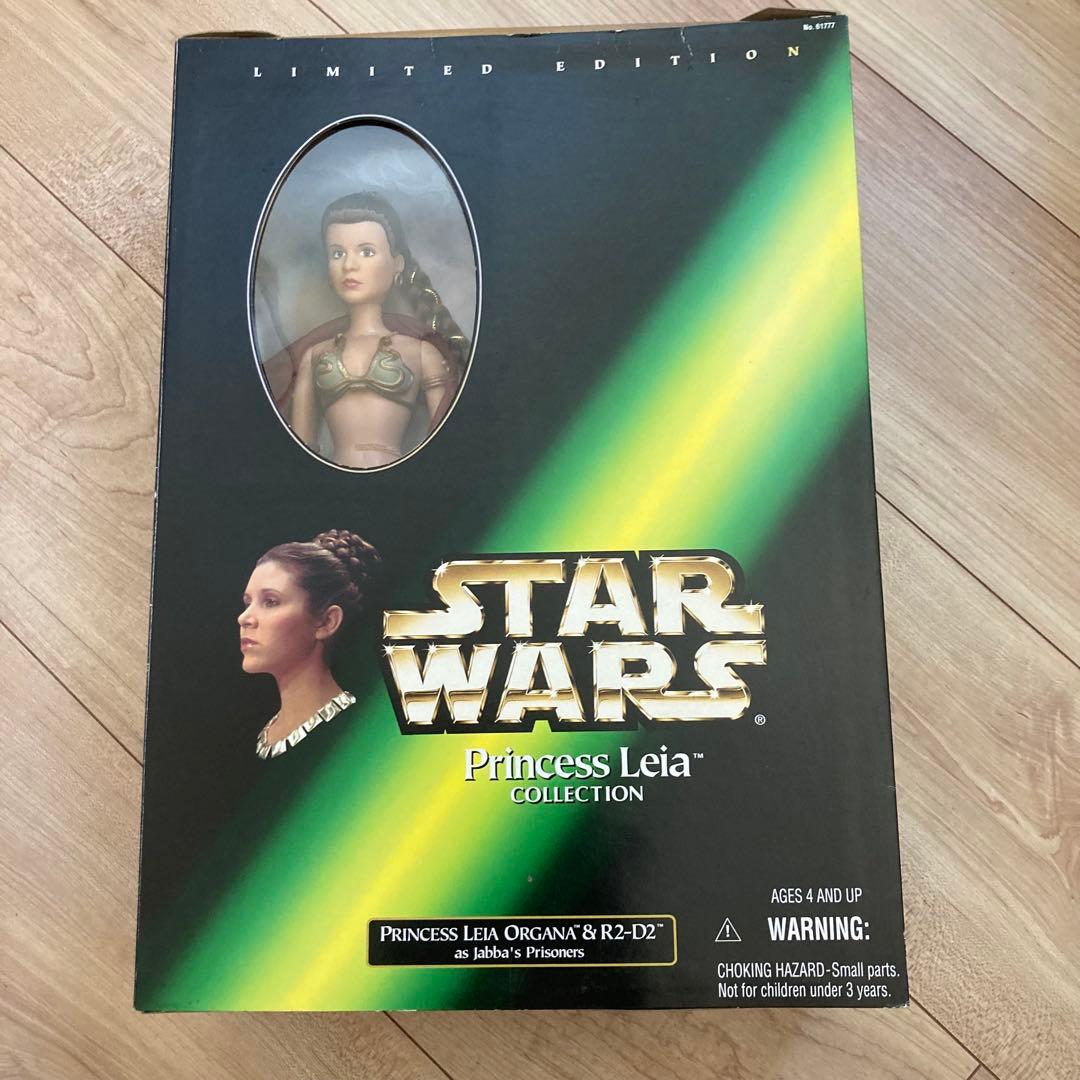 No. 61777
LIMITED EDITION
STAR
WARS®
Princess Leia™
COLLECTION
AGES 4 AND UP
WARNING:
CHOKING HAZARD-Small parts.
Not for children under 3 years.
PRINCESS LEIA ORGANA™ & R2-D2™
as Jabba's Prisoners